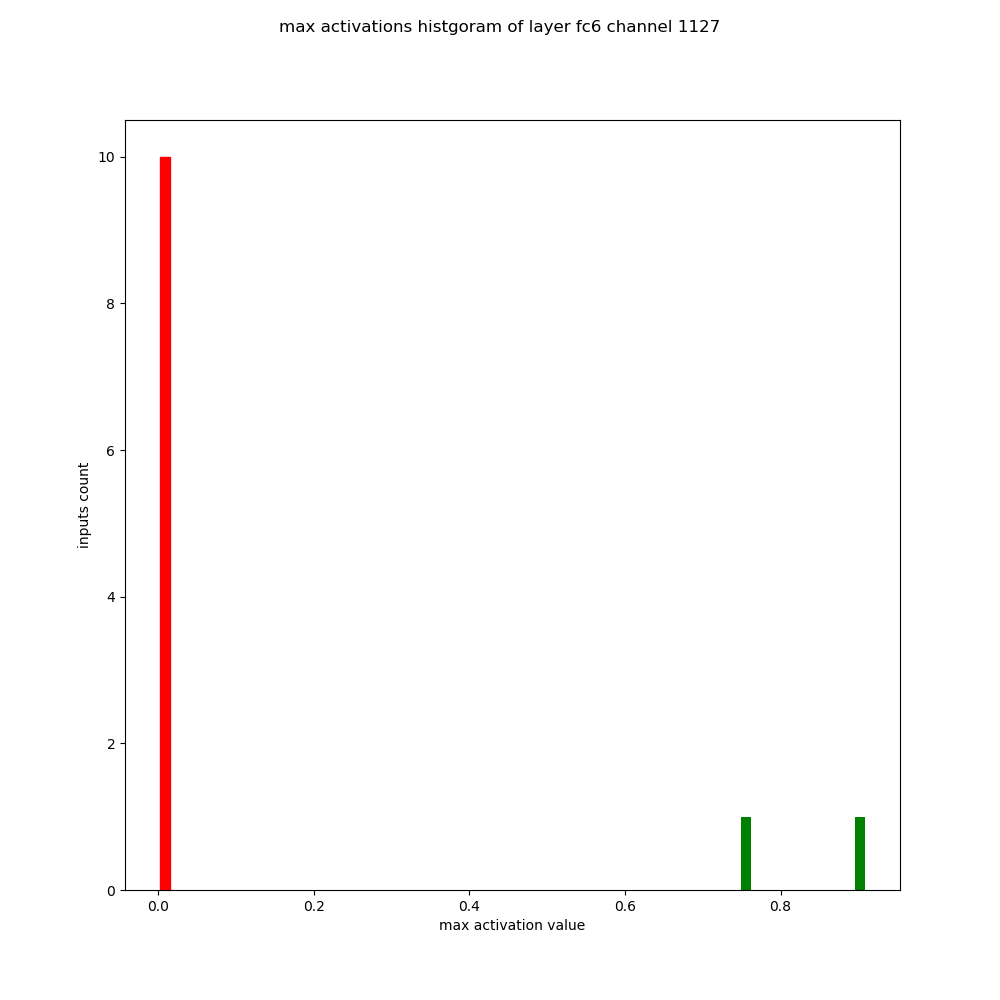 max activations histgoram of layer fc6 channel 1127
10
8
6
4
2
0
inputs count
0.0 0.2 0.4 0.6 0.8
max activation value